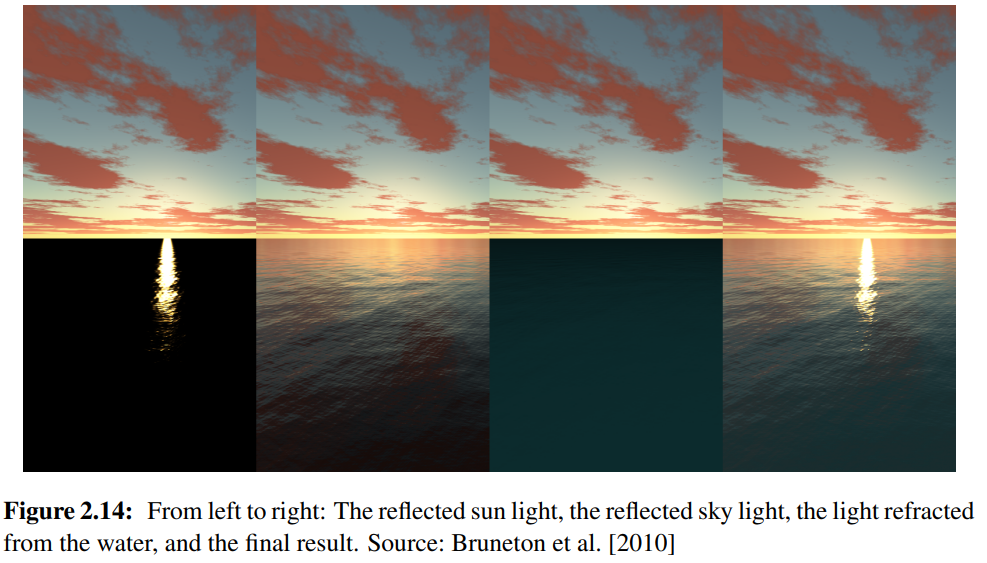 Figure 2.14: From left to right: The reflected sun light, the reflected sky light, the light refracted
from the water, and the final result. Source: Bruneton et al. [2010]